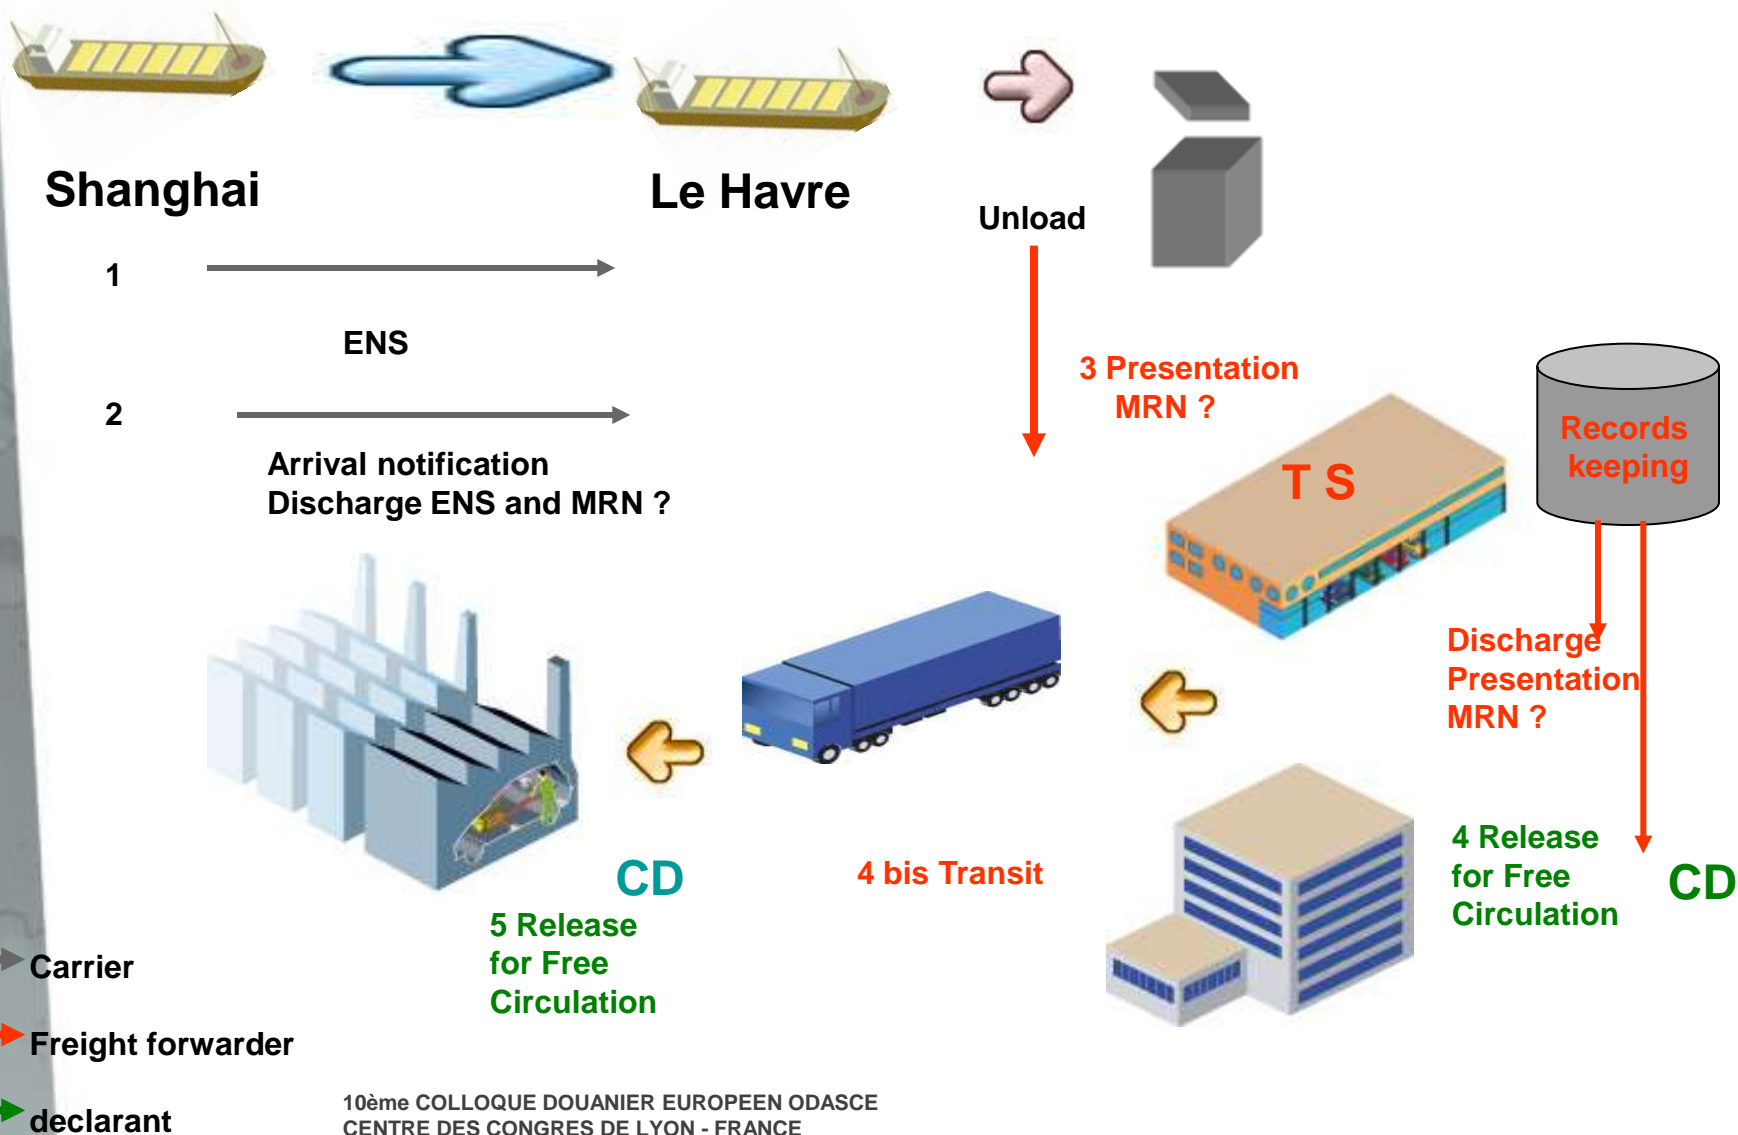 Shanghai
Le Havre
Unload
1
ENS
2
Arrival notification
Discharge ENS and MRN ?
3 Presentation
MRN ?
T S
Records
keeping
Discharge
Presentation
MRN ?
4 Release
for Free
Circulation
CD
4 bis Transit
CD
5 Release
for Free
Circulation
Carrier
Freight forwarder
declarant
10ème COLLOQUE DOUANIER EUROPEEN ODASCE
CENTRE DES CONGRES DE LYON - FRANCE